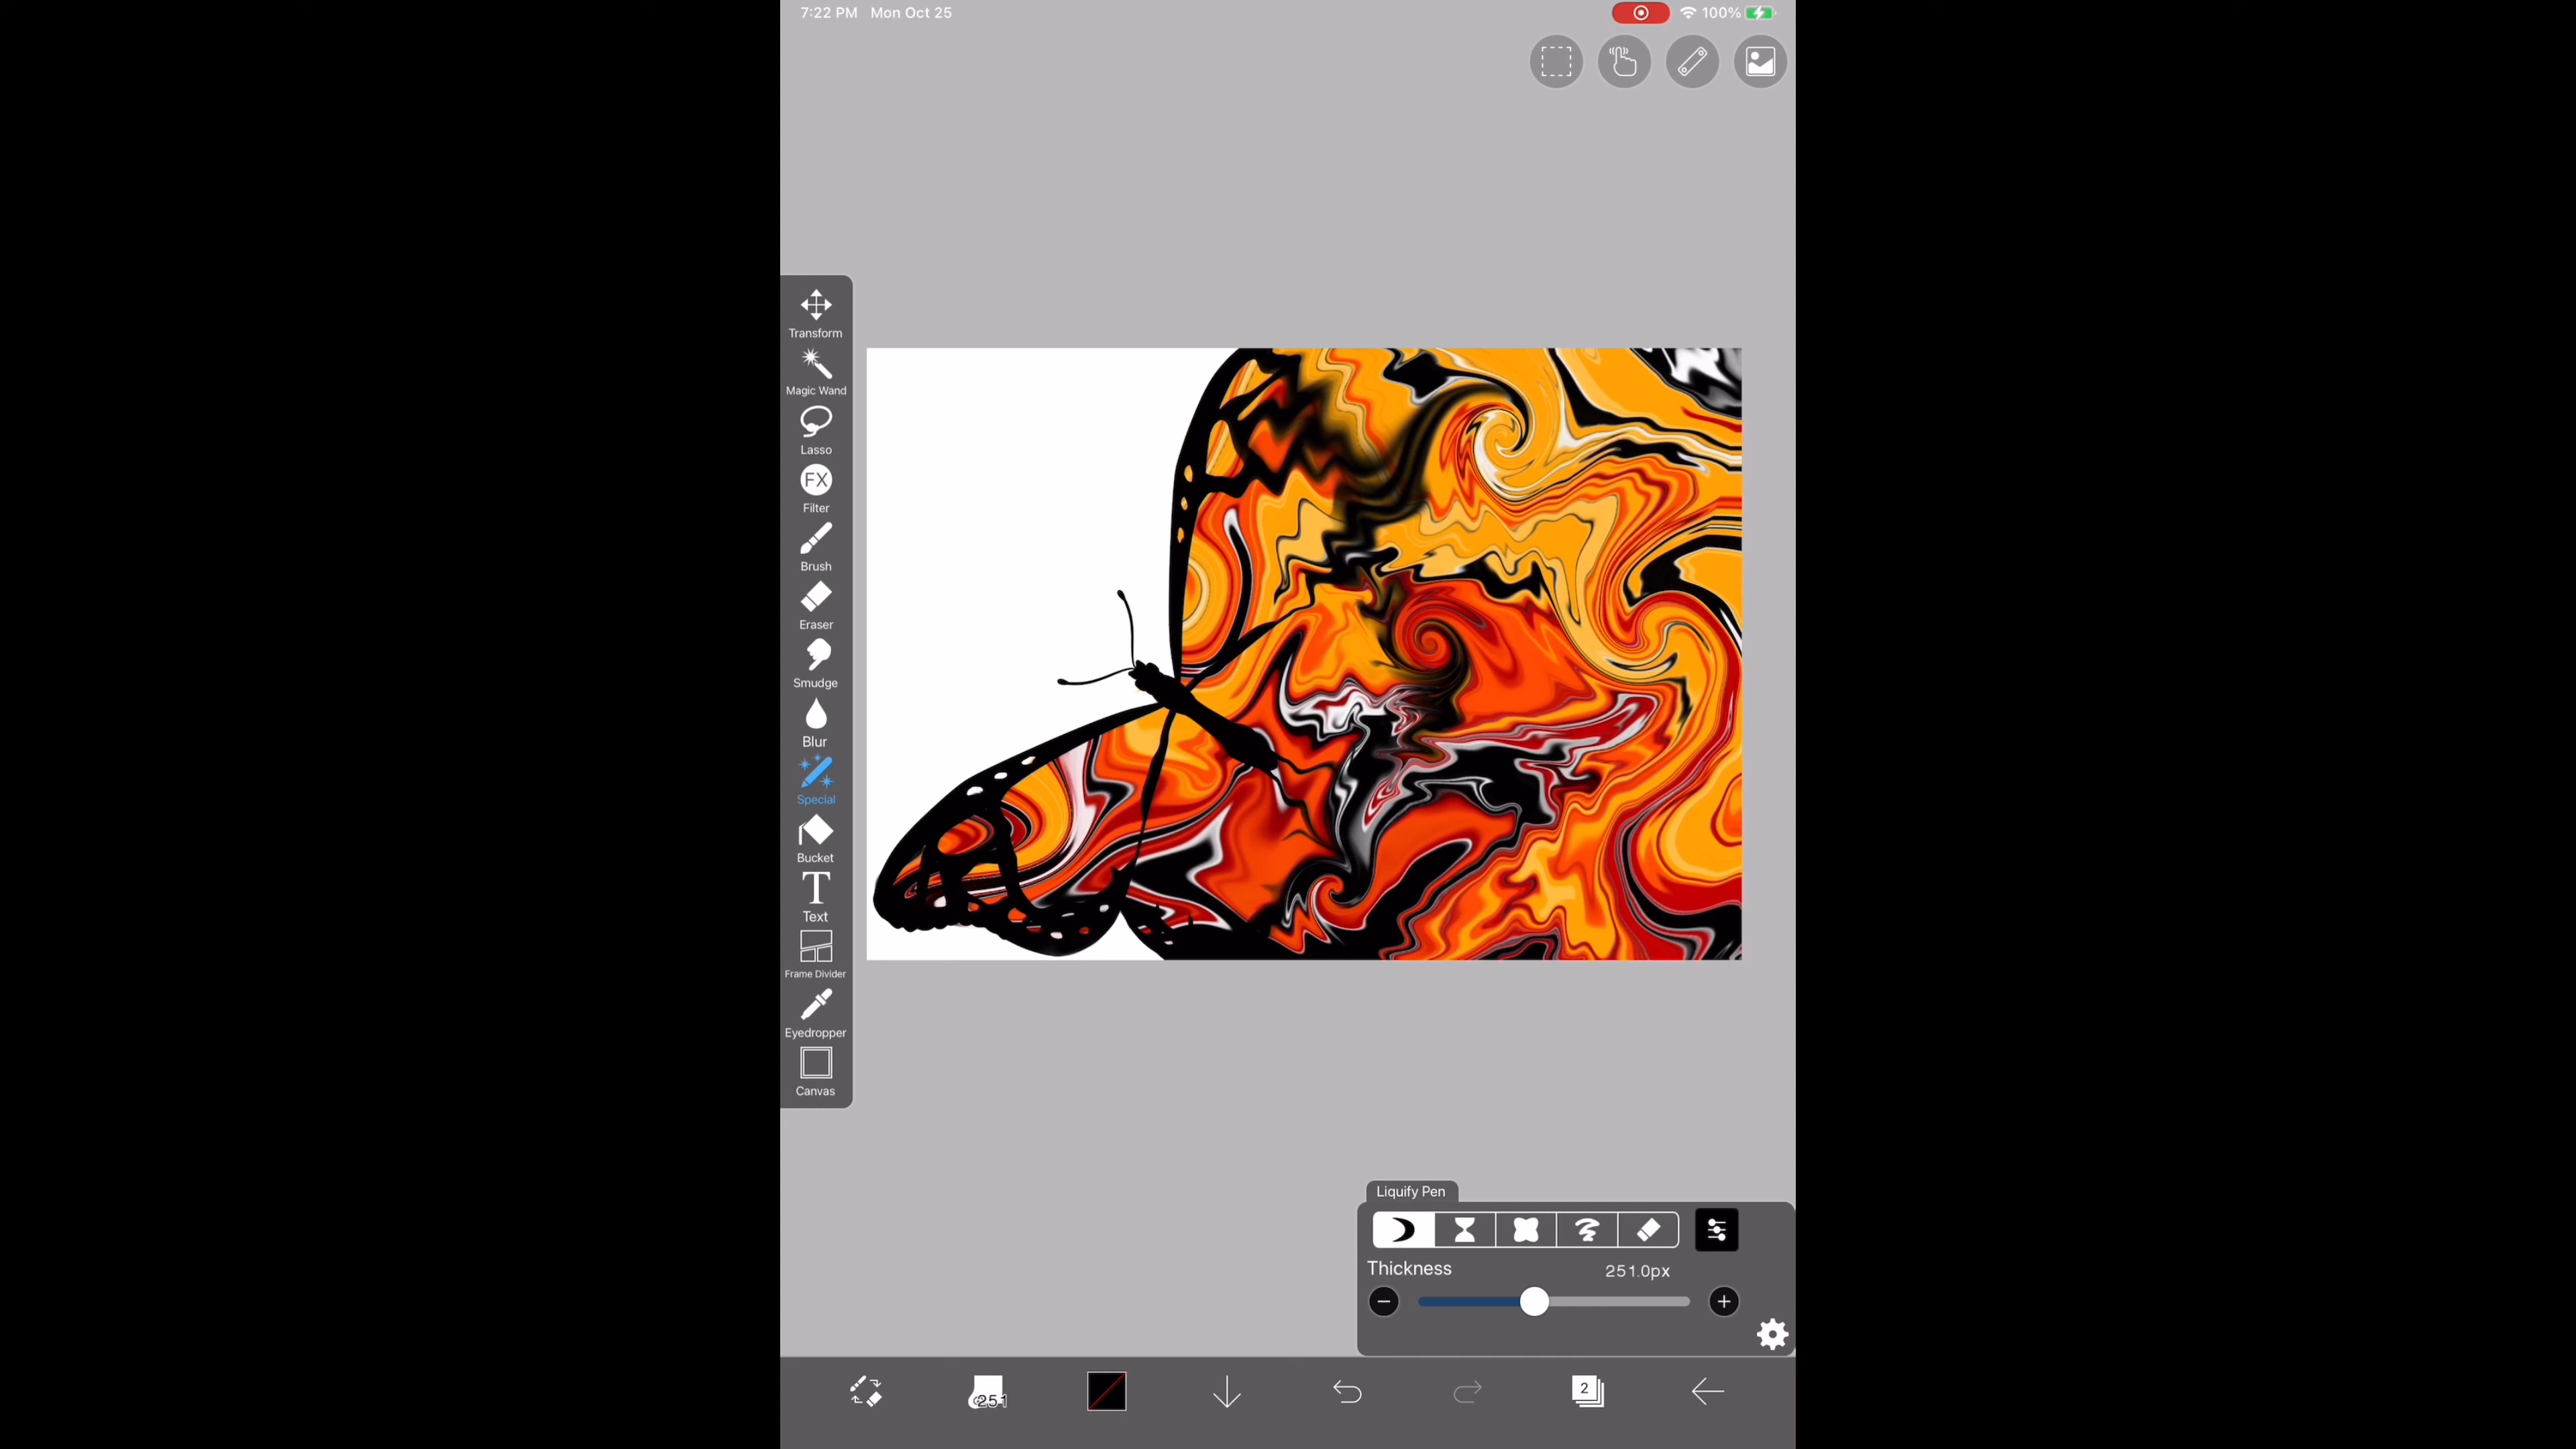 7:22 PM Mon Oct 25
100%
Transform
Magic Wand
Lasso
FX
Filter
Brush
Eraser
Smudge
Blur
Special
Bucket
T
Text
Frame Divider
Eyedropper
Canvas
Liquify Pen
Thickness 251.0px
251
2